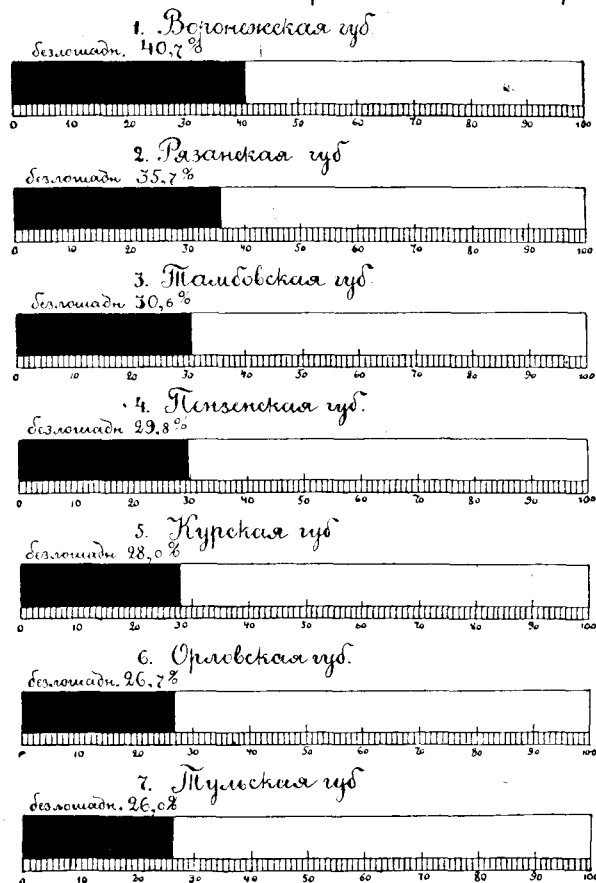 1. Воронежская губ
безлошадн. 40,7%
0 10 20 30 40 50 60 70 80 90 100
2. Рязанская губ
безлошадн 35,7%
0 10 20 30 40 50 60 70 80 90 100
3. Тамбовская губ.
безлошадн 30,6%
0 10 20 30 40 50 60 70 80 90 100
4. Пензенская губ.
безлошадн 29,8%
0 10 20 30 40 50 60 70 80 90 100
5. Курская губ
безлошадн. 28,0%
0 10 20 30 40 50 60 70 80 90 100
6. Орловская губ.
безлошадн. 26,7%
0 10 20 30 40 50 60 70 80 90 100
7. Тульская губ
безлошадн. 26,0%
0 10 20 30 40 50 60 70 80 90 100